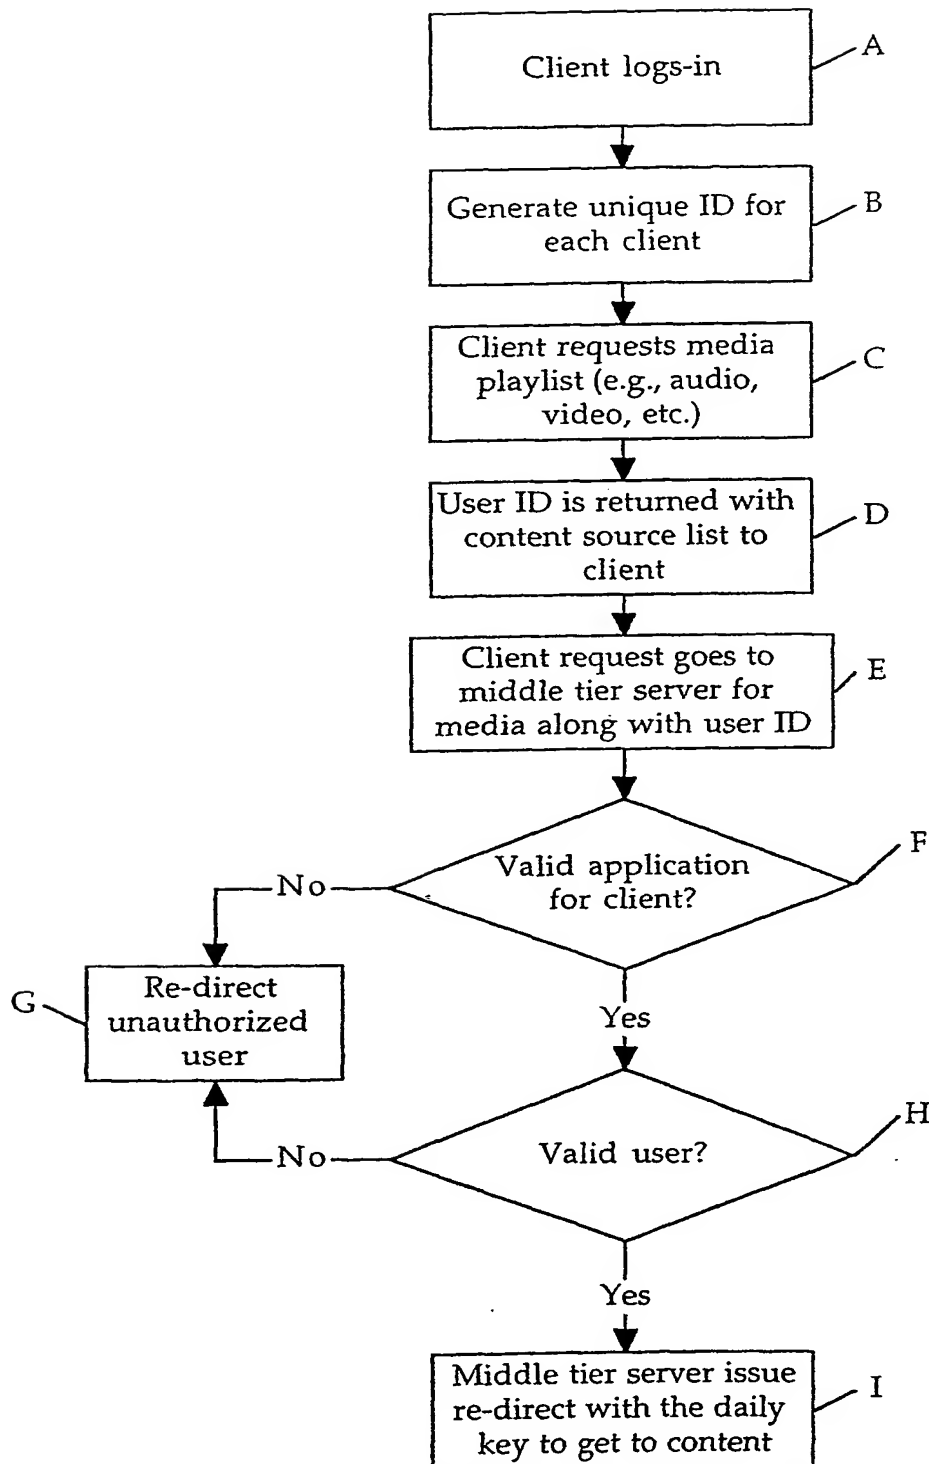 Client logs-in
A
Generate unique ID for
each client
B
Client requests media
playlist (e.g., audio,
video, etc.)
C
User ID is returned with
content source list to
client
D
Client request goes to
middle tier server for
media along with user ID
E
Valid application
for client?
F
No
Re-direct
unauthorized
user
G
Yes
Valid user?
H
No
Yes
Middle tier server issue
re-direct with the daily
key to get to content
I